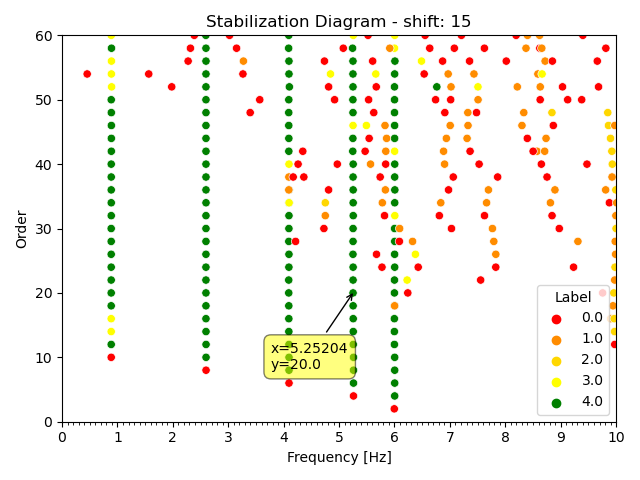 Stabilization Diagram - shift: 15
60
50
40
30
20
10
0
Order
x=5.25204
y=20.0
Label
0.0
1.0
2.0
3.0
4.0
0 1 2 3 4 5 6 7 8 9 10
Frequency [Hz]